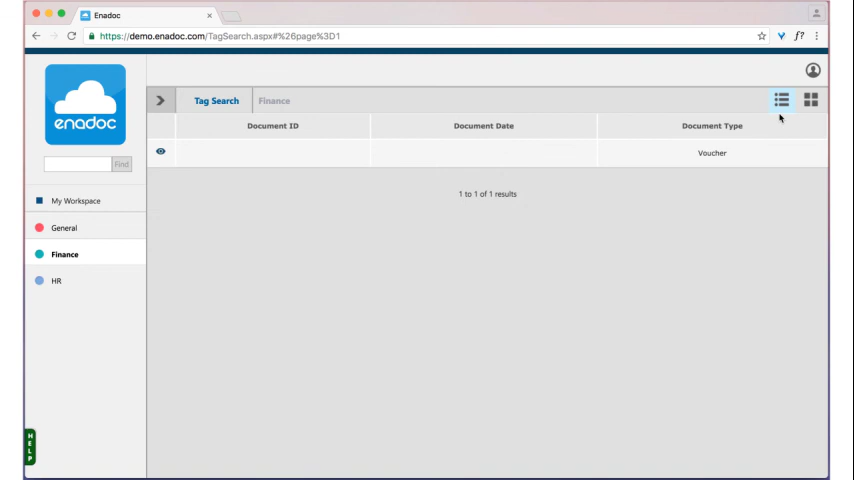 Enadoc
https://demo.enadoc.com/TagSearch.aspx#%26page%3D1
f?
enadoc
Tag Search
Finance
Document ID
Document Date
Document Type
Find
Voucher
1 to 1 of 1 results
My Workspace
General
Finance
HR
HELP